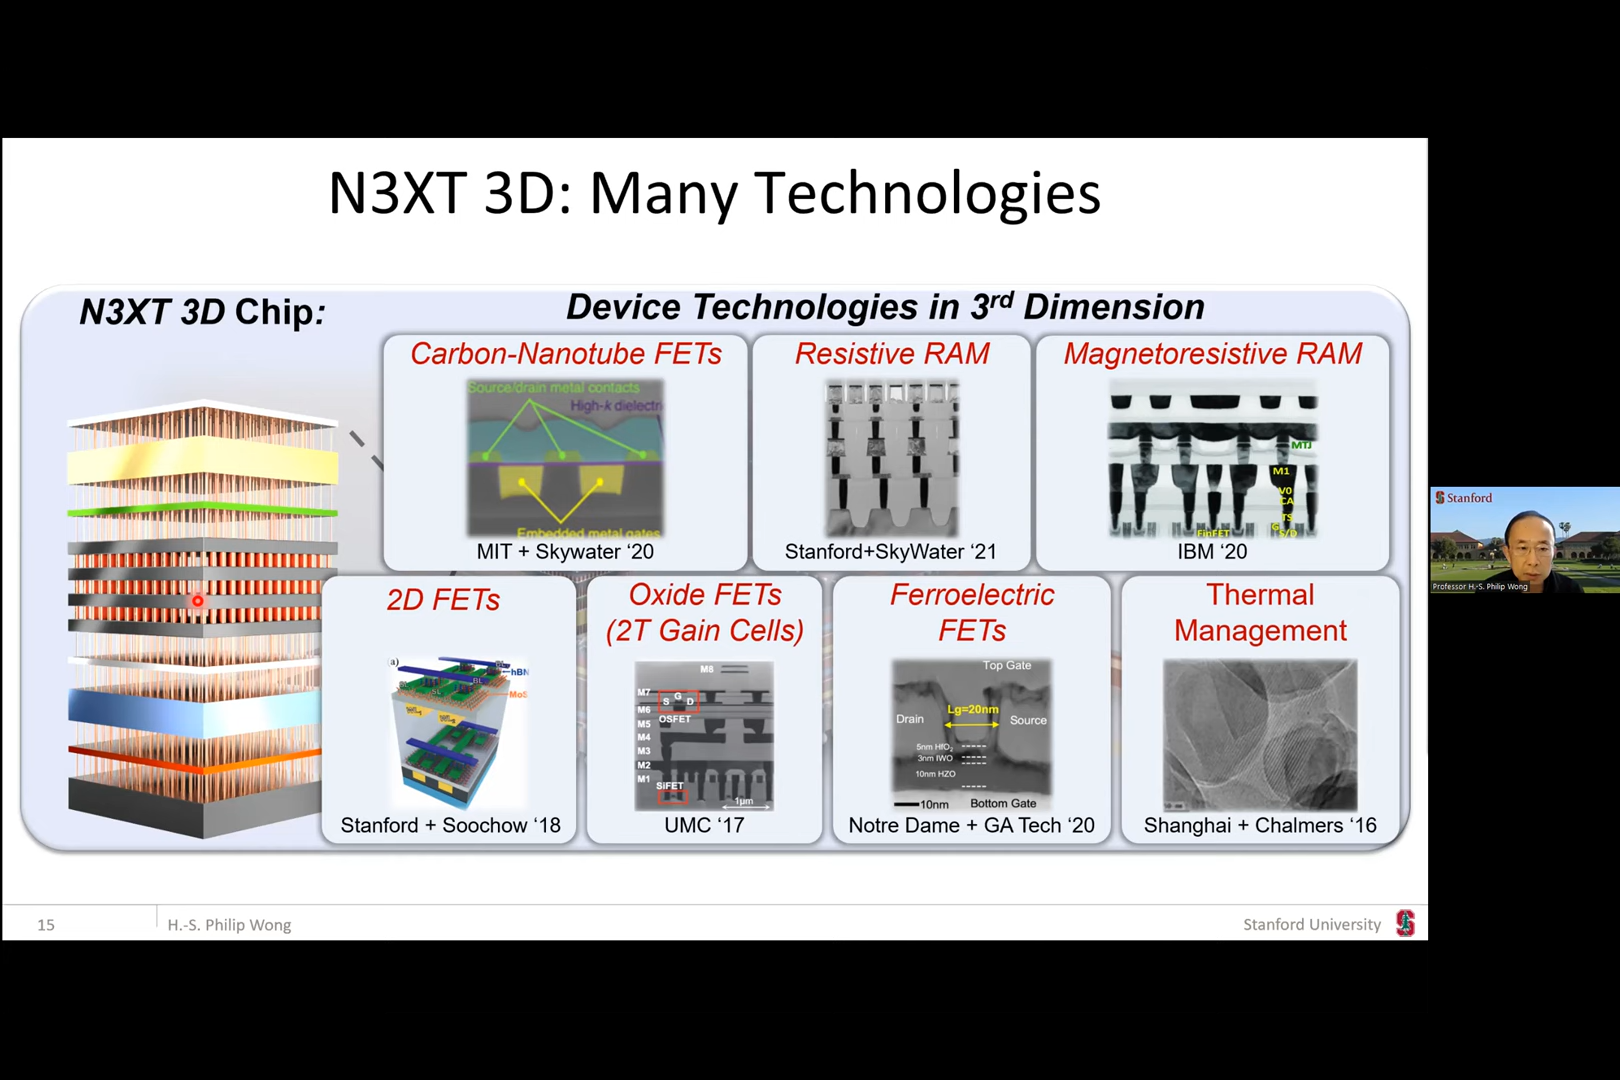 N3XT 3D: Many Technologies
N3XT 3D Chip:
Device Technologies in 3rd Dimension
Carbon-Nanotube FETs
Source/drain metal contacts
High-k dielectri
Embedded metal gates
MIT + Skywater ‘20
Resistive RAM
Stanford+SkyWater ‘21
Magnetoresistive RAM
MTJ
M1
V0
CA
TS
G
S/D
FinFET
IBM ‘20
2D FETs
a)
BL
hBN
SL
BL
MoS
Stanford + Soochow ‘18
Oxide FETs
(2T Gain Cells)
M8
M7
G
S D
M6
OSFET
M5
M4
M3
M2
M1
SiFET
1µm
UMC ‘17
Ferroelectric
FETs
Top Gate
Lg=20nm
Drain
Source
5nm HfO2
3nm IWO
10nm HZO
10nm
Bottom Gate
Notre Dame + GA Tech ‘20
Thermal
Management
Shanghai + Chalmers ‘16
15
H.-S. Philip Wong
Stanford University
S
Stanford
Professor H.-S. Philip Wong